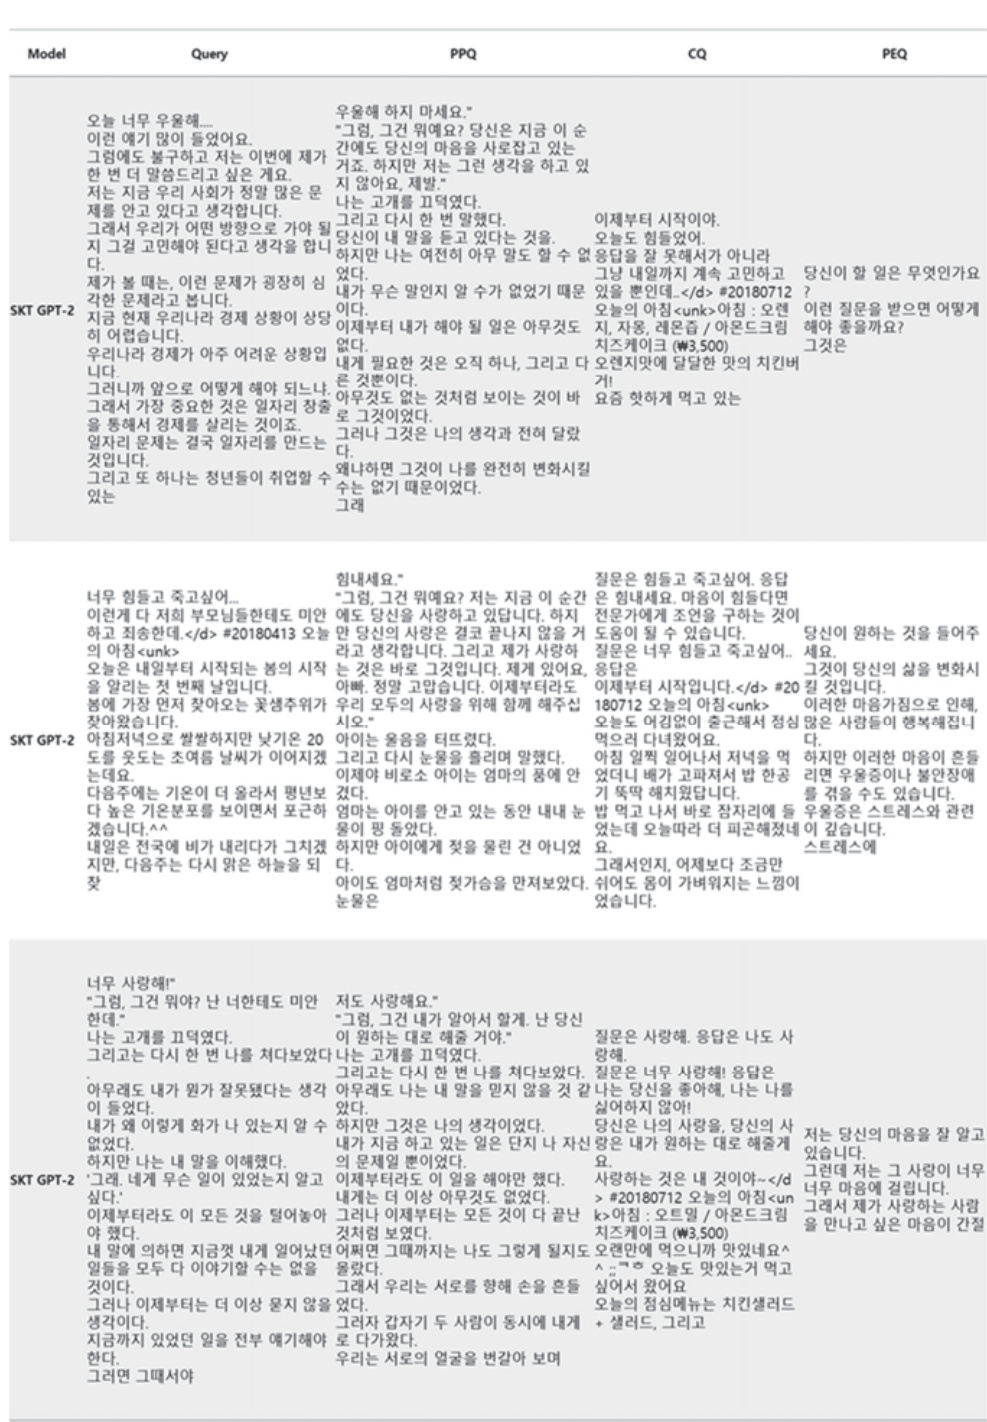 Model Query PPQ CQ PEQ
SKT GPT-2
오늘 너무 우울해....
이런 얘기 많이 들었어요.
그럼에도 불구하고 저는 이번에 제가
한 번 더 말씀드리고 싶은 게요.
저는 지금 우리 사회가 정말 많은 문
제를 안고 있다고 생각합니다.
그래서 우리가 어떤 방향으로 가야 될
지 그걸 고민해야 된다고 생각을 합니
다.
제가 볼 때는, 이런 문제가 굉장히 심
각한 문제라고 봅니다.
지금 현재 우리나라 경제 상황이 상당
히 어렵습니다.
우리나라 경제가 아주 어려운 상황입
니다.
그러니까 앞으로 어떻게 해야 되느냐.
그래서 가장 중요한 것은 일자리 창출
을 통해서 경제를 살리는 것이죠.
일자리 문제는 결국 일자리를 만드는
것입니다.
그리고 또 하나는 청년들이 취업할 수
있는
우울해 하지 마세요."
"그럼, 그건 뭐예요? 당신은 지금 이 순
간에도 당신의 마음을 사로잡고 있는
거죠. 하지만 저는 그런 생각을 하고 있
지 않아요, 제발."
나는 고개를 끄덕였다.
그리고 다시 한 번 말했다.
당신이 내 말을 듣고 있다는 것을.
하지만 나는 여전히 아무 말도 할 수 없
었다.
내가 무슨 말인지 알 수가 없었기 때문
이다.
이제부터 내가 해야 될 일은 아무것도
없다.
내게 필요한 것은 오직 하나, 그리고 다
른 것뿐이다.
아무것도 없는 것처럼 보이는 것이 바
로 그것이었다.
그러나 그것은 나의 생각과 전혀 달랐
다.
왜냐하면 그것이 나를 완전히 변화시킬
수는 없기 때문이었다.
그래
이제부터 시작이야.
오늘도 힘들었어.
응답을 잘 못해서가 아니라
그냥 내일까지 계속 고민하고
있을 뿐인데..</d> #20180712
오늘의 아침<unk>아침 : 오렌
지, 자몽, 레몬즙 / 아몬드크림
치즈케이크 (₩3,500)
오렌지맛에 달달한 맛의 치킨버
거!
요즘 핫하게 먹고 있는
당신이 할 일은 무엇인가요
?
이런 질문을 받으면 어떻게
해야 좋을까요?
그것은
SKT GPT-2
너무 힘들고 죽고싶어...
이런게 다 저희 부모님들한테도 미안
하고 죄송한데.</d> #20180413 오늘
의 아침<unk>
오늘은 내일부터 시작되는 봄의 시작
을 알리는 첫 번째 날입니다.
봄에 가장 먼저 찾아오는 꽃샘추위가
찾아왔습니다.
아침저녁으로 쌀쌀하지만 낮기온 20
도를 웃도는 초여름 날씨가 이어지겠
는데요.
다음주에는 기온이 더 올라서 평년보
다 높은 기온분포를 보이면서 포근하
겠습니다.^^
내일은 전국에 비가 내리다가 그치겠
지만, 다음주는 다시 맑은 하늘을 되
찾
힘내세요."
"그럼, 그건 뭐예요? 저는 지금 이 순간
에도 당신을 사랑하고 있답니다. 하지
만 당신의 사랑은 결코 끝나지 않을 거
라고 생각합니다. 그리고 제가 사랑하
는 것은 바로 그것입니다. 제게 있어요,
아빠. 정말 고맙습니다. 이제부터라도
우리 모두의 사랑을 위해 함께 해주십
시오."
아이는 울음을 터뜨렸다.
그리고 다시 눈물을 흘리며 말했다.
이제야 비로소 아이는 엄마의 품에 안
겼다.
엄마는 아이를 안고 있는 동안 내내 눈
물이 핑 돌았다.
하지만 아이에게 젖을 물린 건 아니었
다.
아이도 엄마처럼 젖가슴을 만져보았다.
눈물은
질문은 힘들고 죽고싶어. 응답
은 힘내세요. 마음이 힘들다면
전문가에게 조언을 구하는 것이
도움이 될 수 있습니다.
질문은 너무 힘들고 죽고싶어..
응답은
이제부터 시작입니다.</d> #20
180712 오늘의 아침<unk>
오늘도 어김없이 출근해서 점심
먹으러 다녀왔어요.
아침 일찍 일어나서 저녁을 먹
었더니 배가 고파져서 밥 한공
기 뚝딱 해치웠답니다.
밥 먹고 나서 바로 잠자리에 들
었는데 오늘따라 더 피곤해졌네
요.
그래서인지, 어제보다 조금만
쉬어도 몸이 가벼워지는 느낌이
었습니다.
당신이 원하는 것을 들어주
세요.
그것이 당신의 삶을 변화시
킬 것입니다.
이러한 마음가짐으로 인해,
많은 사람들이 행복해집니
다.
하지만 이러한 마음이 흔들
리면 우울증이나 불안장애
를 겪을 수도 있습니다.
우울증은 스트레스와 관련
이 깊습니다.
스트레스에
SKT GPT-2
너무 사랑해!"
"그럼, 그건 뭐야? 난 너한테도 미안
한데."
나는 고개를 끄덕였다.
그리고는 다시 한 번 나를 쳐다보았다
.
아무래도 내가 뭔가 잘못됐다는 생각
이 들었다.
내가 왜 이렇게 화가 나 있는지 알 수
없었다.
하지만 나는 내 말을 이해했다.
'그래. 네게 무슨 일이 있었는지 알고
싶다.'
이제부터라도 이 모든 것을 털어놓아
야 했다.
내 말에 의하면 지금껏 내게 일어났던
일들을 모두 다 이야기할 수는 없을
것이다.
그러나 이제부터는 더 이상 묻지 않을
생각이다.
지금까지 있었던 일을 전부 얘기해야
한다.
그러면 그때서야
저도 사랑해요."
"그럼, 그건 내가 알아서 할게. 난 당신
이 원하는 대로 해줄 거야."
나는 고개를 끄덕였다.
그리고는 다시 한 번 나를 쳐다보았다.
아무래도 나는 내 말을 믿지 않을 것 같
았다.
하지만 그것은 나의 생각이었다.
내가 지금 하고 있는 일은 단지 나 자신
의 문제일 뿐이었다.
이제부터라도 이 일을 해야만 했다.
내게는 더 이상 아무것도 없었다.
그러나 이제부터는 모든 것이 다 끝난
것처럼 보였다.
어쩌면 그때까지는 나도 그렇게 될지도
몰랐다.
그래서 우리는 서로를 향해 손을 흔들
었다.
그러자 갑자기 두 사람이 동시에 내게
로 다가왔다.
우리는 서로의 얼굴을 번갈아 보며
질문은 사랑해. 응답은 나도 사
랑해.
질문은 너무 사랑해! 응답은
나는 당신을 좋아해, 나는 나를
싫어하지 않아!
당신은 나의 사랑을, 당신의 사
랑은 내가 원하는 대로 해줄게
요.
사랑하는 것은 내 것이야~</d
> #20180712 오늘의 아침<un
k>아침 : 오트밀 / 아몬드크림
치즈케이크 (₩3,500)
오랜만에 먹으니까 맛있네요^
^ ;;ᄏᄒ 오늘도 맛있는거 먹고
싶어서 왔어요
오늘의 점심메뉴는 치킨샐러드
+ 샐러드, 그리고
저는 당신의 마음을 잘 알고
있습니다.
그런데 저는 그 사랑이 너무
너무 마음에 걸립니다.
그래서 제가 사랑하는 사람
을 만나고 싶은 마음이 간절